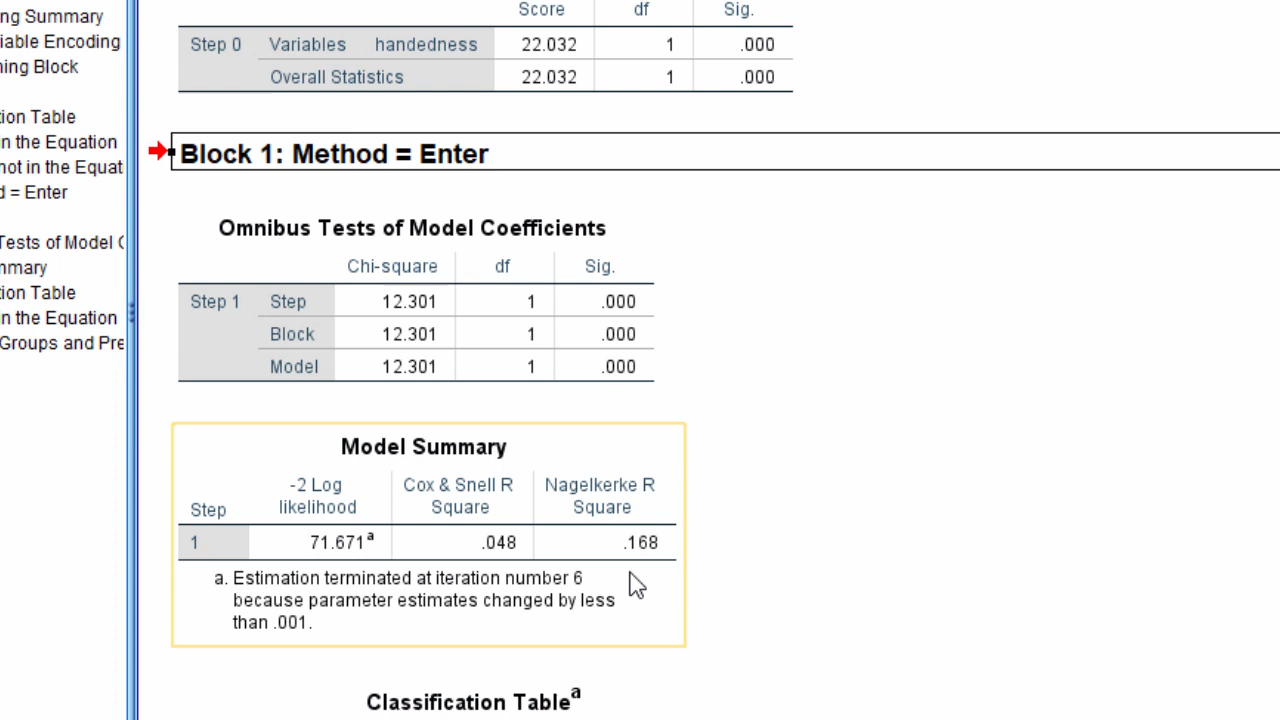 ng Summary
iable Encoding
ning Block
tion Table
in the Equation
not in the Equat
d = Enter
Tests of Model C
mmary
tion Table
in the Equation
Groups and Pre
Score df Sig.
Step 0 Variables handedness 22.032 1 .000
Overall Statistics 22.032 1 .000
Block 1: Method = Enter
Omnibus Tests of Model Coefficients
Chi-square df Sig.
Step 1 Step 12.301 1 .000
Block 12.301 1 .000
Model 12.301 1 .000
Model Summary
Step -2 Log likelihood Cox & Snell R Square Nagelkerke R Square
1 71.671a .048 .168
a. Estimation terminated at iteration number 6
because parameter estimates changed by less
than .001.
Classification Tablea